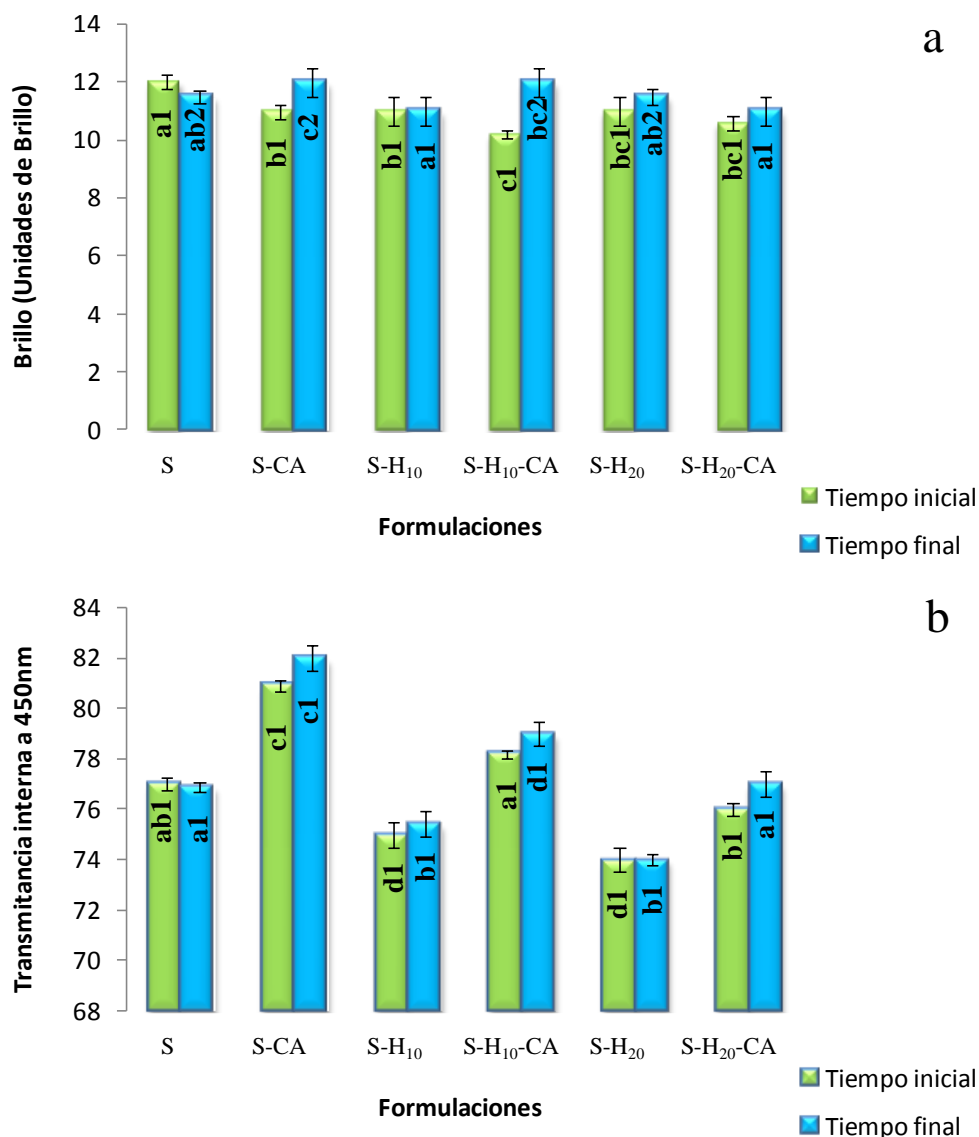 a
Brillo (Unidades de Brillo)
14
12
10
8
6
4
2
0
a1
ab2
b1
c2
b1
a1
c1
bc2
bc1
ab2
bc1
a1
S
S-CA
S-H₁₀
S-H₁₀-CA
S-H₂₀
S-H₂₀-CA
Formulaciones
Tiempo inicial
Tiempo final
b
Transmitancia interna a 450nm
84
82
80
78
76
74
72
70
68
ab1
a1
c1
c1
d1
b1
a1
d1
d1
b1
b1
a1
S
S-CA
S-H₁₀
S-H₁₀-CA
S-H₂₀
S-H₂₀-CA
Formulaciones
Tiempo inicial
Tiempo final